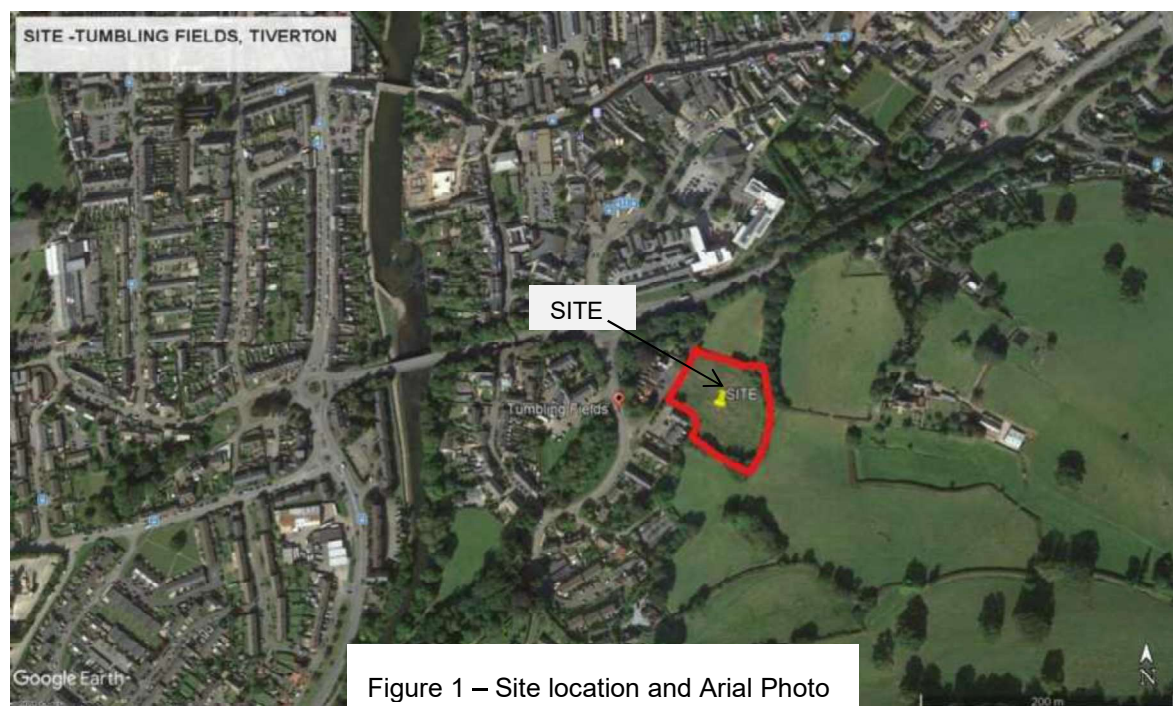 SITE -TUMBLING FIELDS, TIVERTON
SITE
SITE
Tumbling Fields
Google Earth
N
200 m
Figure 1 – Site location and Arial Photo